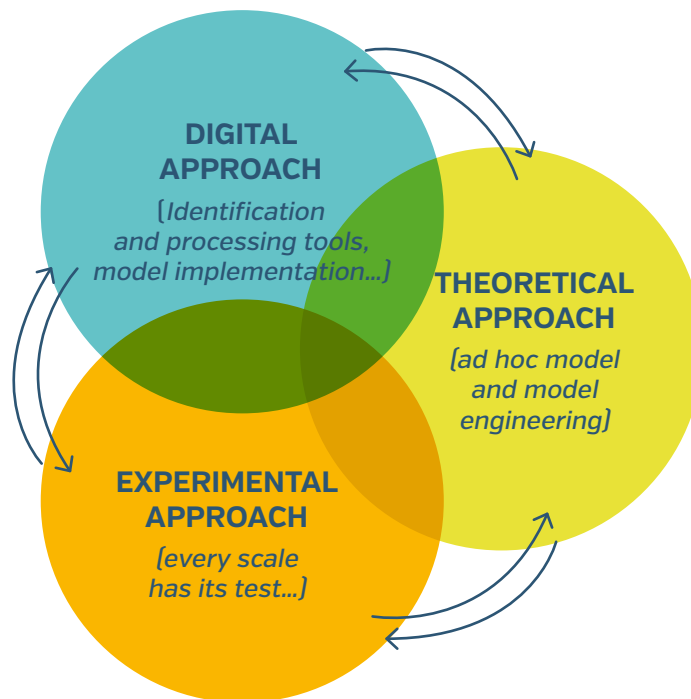 DIGITAL
APPROACH
(Identification
and processing tools,
model implementation...)
THEORETICAL
APPROACH
(ad hoc model
and model
engineering)
EXPERIMENTAL
APPROACH
(every scale
has its test...)